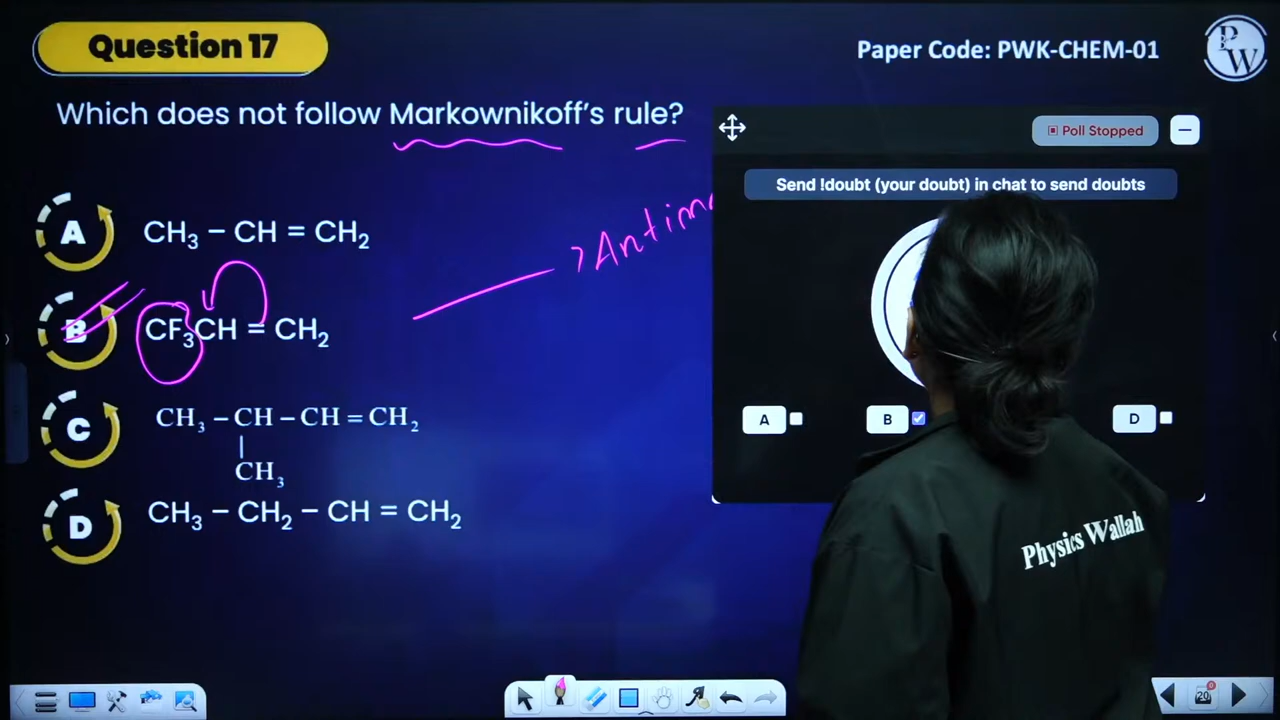 Question 17
Paper Code: PWK-CHEM-01
PW
Which does not follow Markownikoff's rule?
Poll Stopped
Send !doubt (your doubt) in chat to send doubts
A CH₃ – CH = CH₂
B CF₃CH = CH₂
C CH₃ – CH – CH = CH₂
|
CH₃
D CH₃ – CH₂ – CH = CH₂
A
B
D
Physics Wallah
20